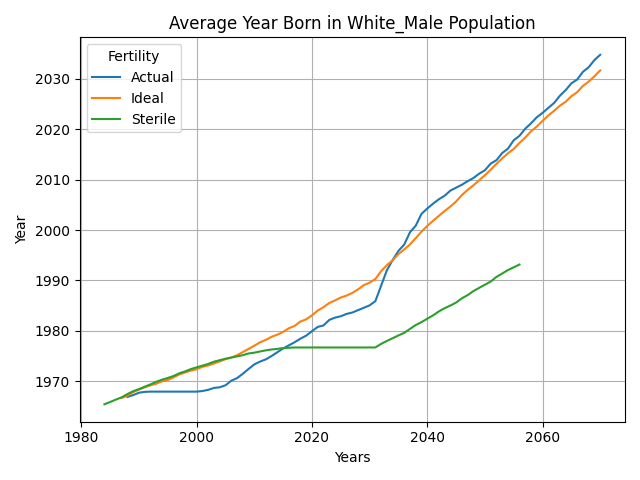 Average Year Born in White_Male Population
Fertility
Actual
Ideal
Sterile
2030
2020
2010
2000
1990
1980
1970
Year
1980
2000
2020
2040
2060
Years